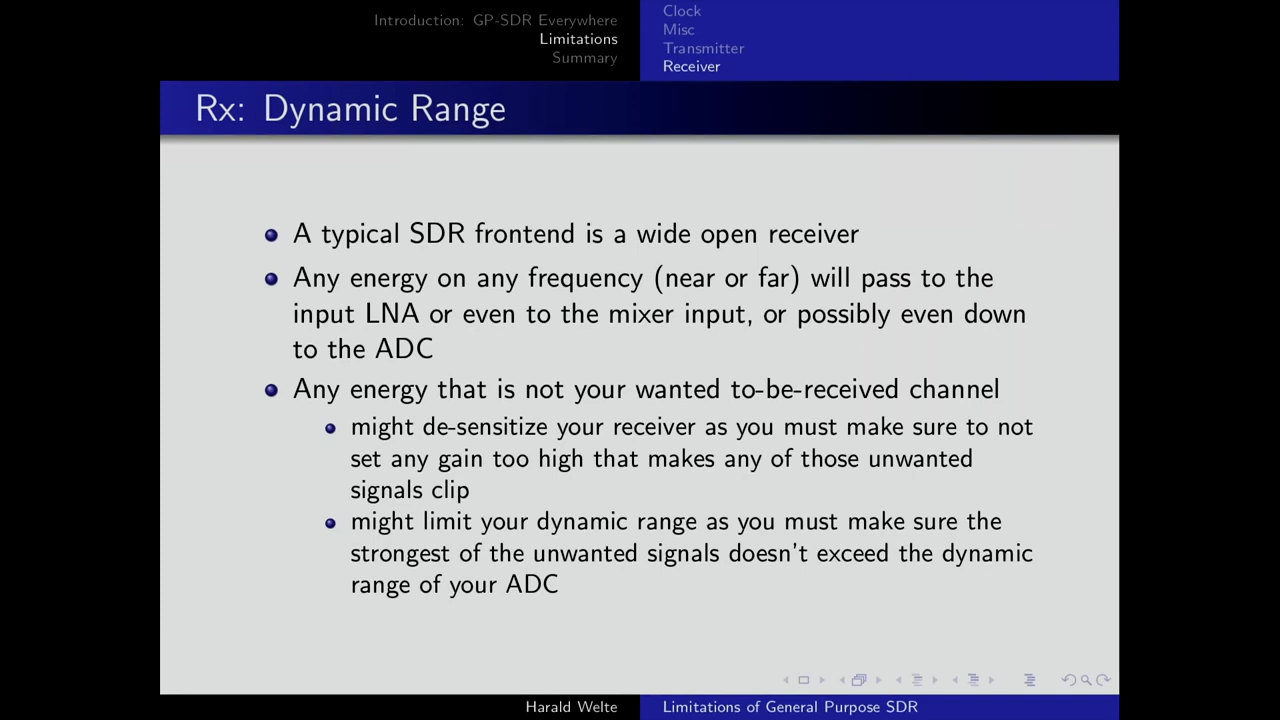 Introduction: GP-SDR Everywhere
Limitations
Summary
Clock
Misc
Transmitter
Receiver
Rx: Dynamic Range
A typical SDR frontend is a wide open receiver
Any energy on any frequency (near or far) will pass to the
input LNA or even to the mixer input, or possibly even down
to the ADC
Any energy that is not your wanted to-be-received channel
might de-sensitize your receiver as you must make sure to not
set any gain too high that makes any of those unwanted
signals clip
might limit your dynamic range as you must make sure the
strongest of the unwanted signals doesn't exceed the dynamic
range of your ADC
Harald Welte
Limitations of General Purpose SDR